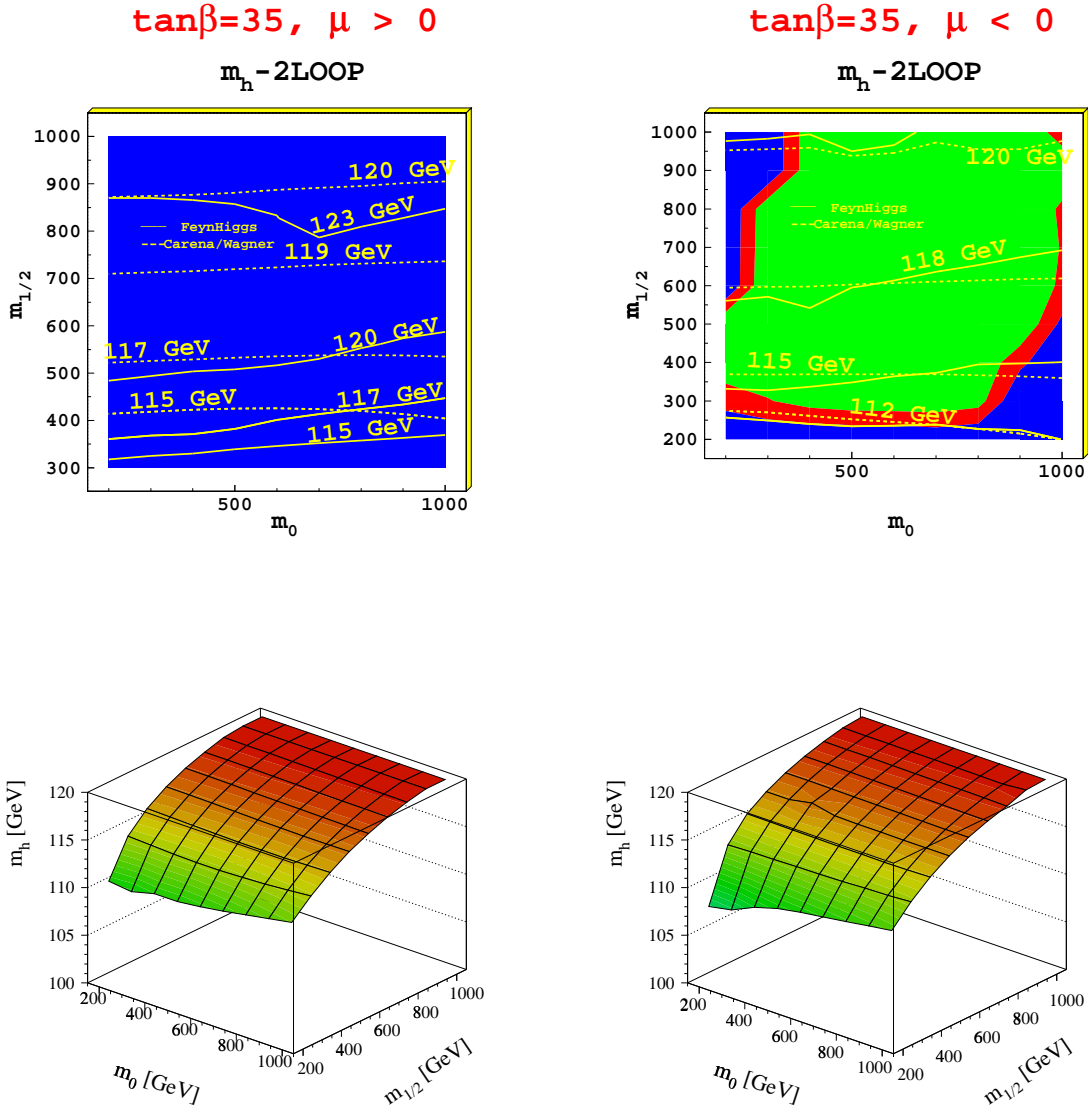 tanβ=35, μ > 0
m_h-2LOOP
m_1/2
1000
900
800
700
600
500
400
300
120 GeV
123 GeV
FeynHiggs
Carena/Wagner
119 GeV
120 GeV
117 GeV
115 GeV
117 GeV
115 GeV
500 1000
m_0
tanβ=35, μ < 0
m_h-2LOOP
m_1/2
1000
900
800
700
600
500
400
300
200
120 GeV
FeynHiggs
Carena/Wagner
118 GeV
115 GeV
112 GeV
500 1000
m_0
m_h [GeV]
120
115
110
105
100
200 400 600 800 1000
m_0 [GeV]
200 400 600 800 1000
m_1/2 [GeV]
m_h [GeV]
120
115
110
105
100
200 400 600 800 1000
m_0 [GeV]
200 400 600 800 1000
m_1/2 [GeV]